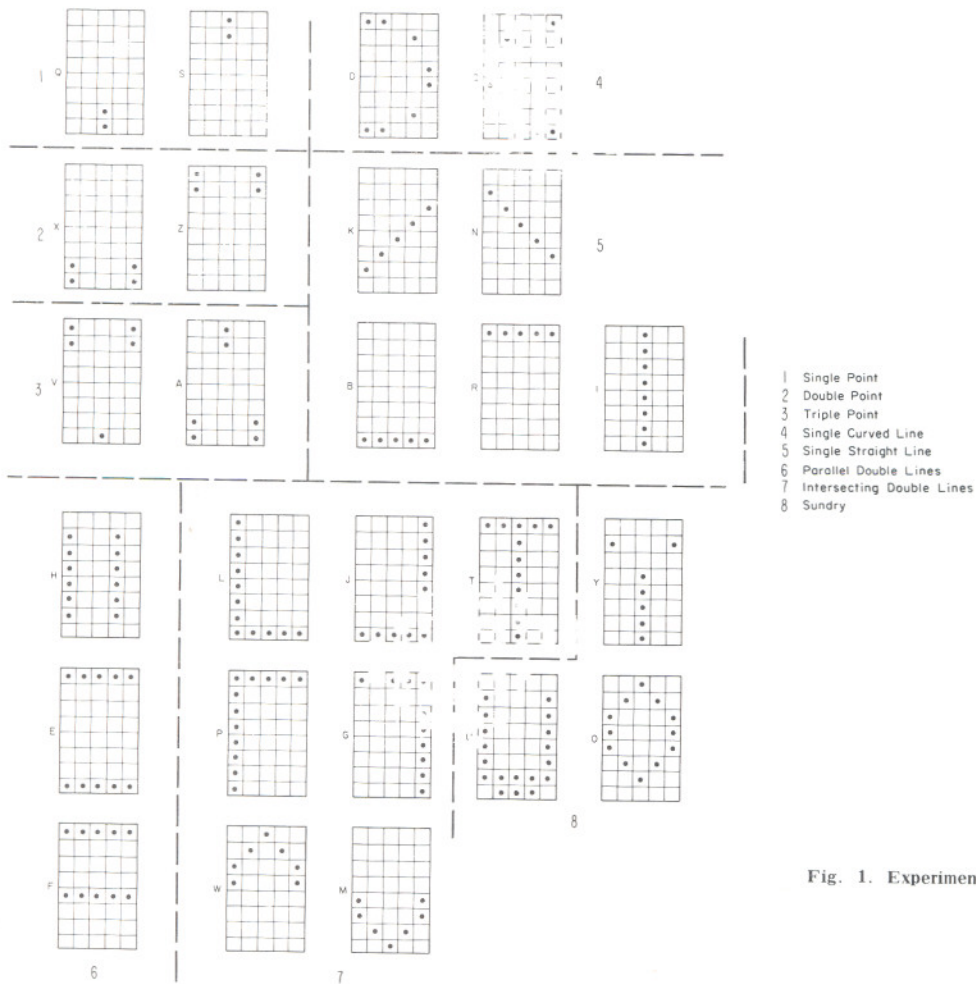 1 Q S D 4
2 X Z K N 5
3 V A B R I
1 Single Point
2 Double Point
3 Triple Point
4 Single Curved Line
5 Single Straight Line
6 Parallel Double Lines
7 Intersecting Double Lines
8 Sundry
H L J T Y
E P G O
8
F W M
Fig. 1. Experimen
6 7